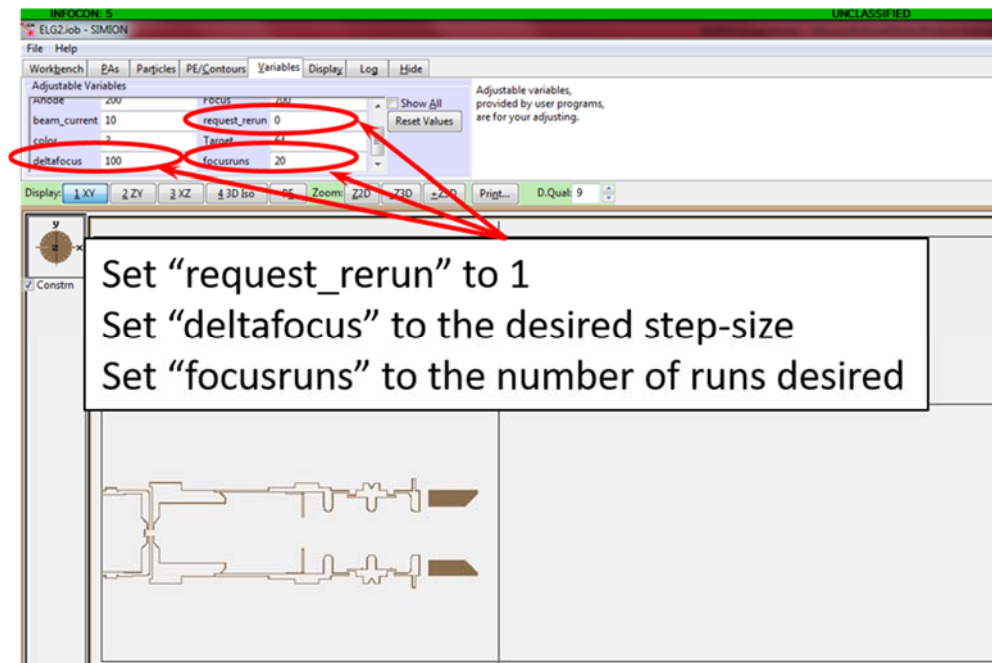 INFOCON: 5 UNCLASSIFIED
ELG2.iob - SIMION
File Help
Workbench PAs Particles PE/Contours Variables Display Log Hide
Adjustable Variables
Anode 200 Focus 700 Show All
beam_current 10 request_rerun 0 Reset Values
color Target
deltafocus 100 focusruns 20
Adjustable variables,
provided by user programs,
are for your adjusting.
Display: 1 XY 2 ZY 3 XZ 4 3D Iso PE Zoom: Z2D Z3D ±Z3D Print... D.Qual: 9
y
z x
Constrn
Set “request_rerun” to 1
Set “deltafocus” to the desired step-size
Set “focusruns” to the number of runs desired